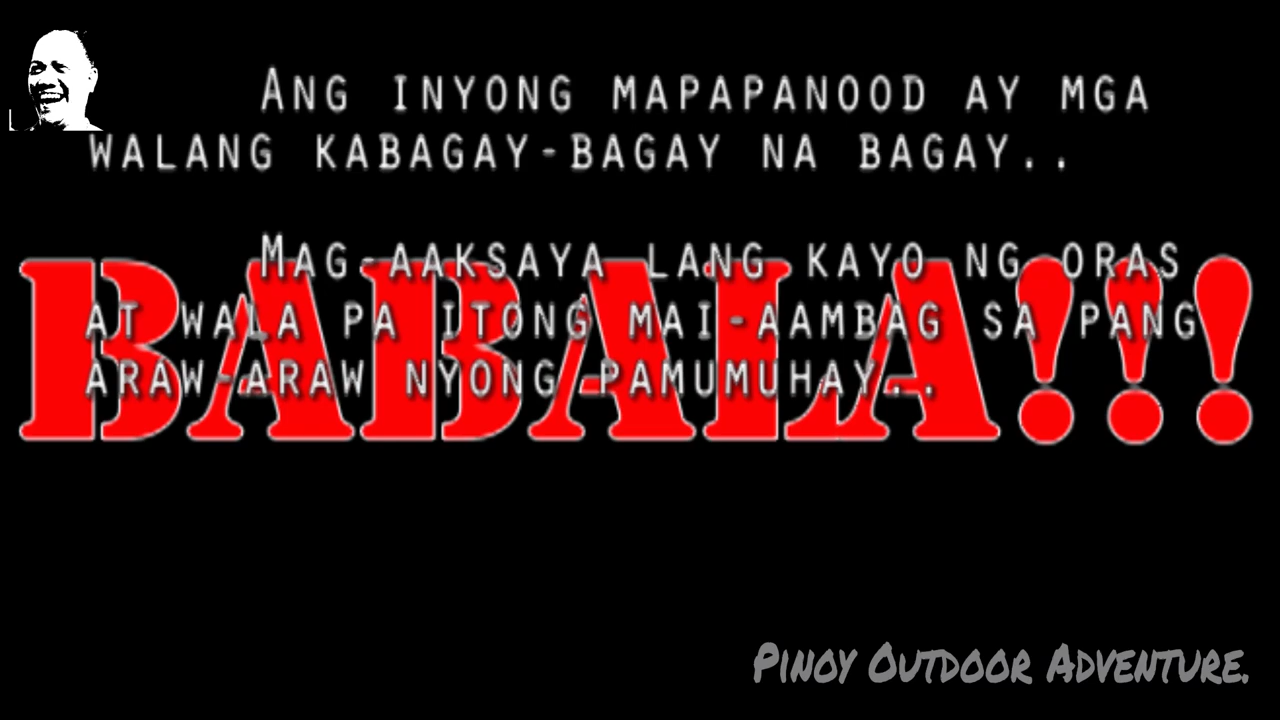 Ang inyong mapapanood ay mga
walang kabagay-bagay na bagay..
Mag-aaksaya lang kayo ng oras
at wala pa itong mai-aambag sa pang
araw-araw nyong pamumuhay..
BABALA!!!
Pinoy Outdoor Adventure.